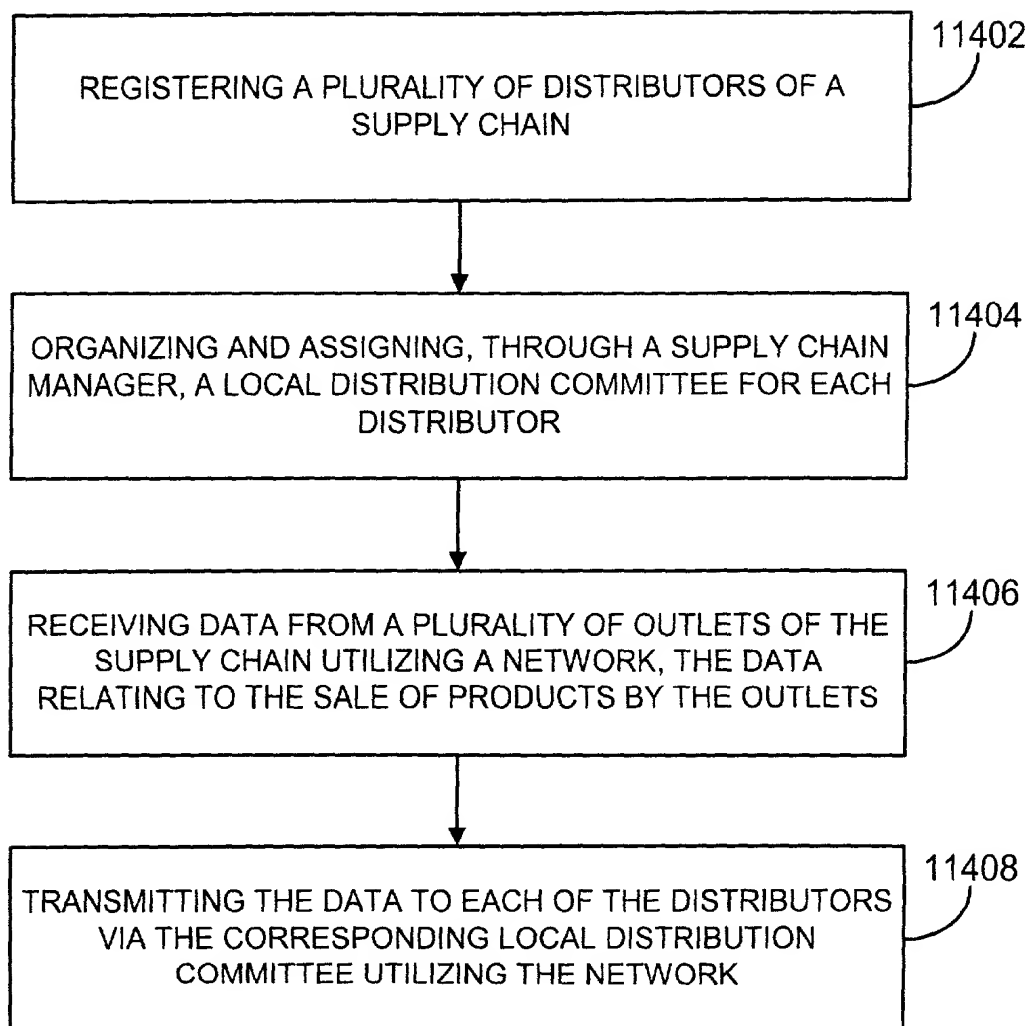 11402
REGISTERING A PLURALITY OF DISTRIBUTORS OF A
SUPPLY CHAIN
11404
ORGANIZING AND ASSIGNING, THROUGH A SUPPLY CHAIN
MANAGER, A LOCAL DISTRIBUTION COMMITTEE FOR EACH
DISTRIBUTOR
11406
RECEIVING DATA FROM A PLURALITY OF OUTLETS OF THE
SUPPLY CHAIN UTILIZING A NETWORK, THE DATA
RELATING TO THE SALE OF PRODUCTS BY THE OUTLETS
11408
TRANSMITTING THE DATA TO EACH OF THE DISTRIBUTORS
VIA THE CORRESPONDING LOCAL DISTRIBUTION
COMMITTEE UTILIZING THE NETWORK